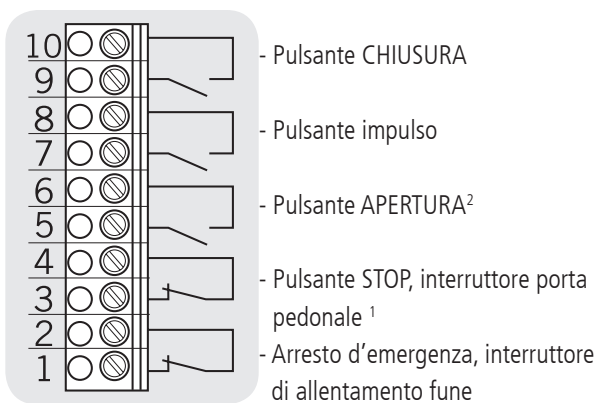 10
- Pulsante CHIUSURA
9
8
- Pulsante impulso
7
6
- Pulsante APERTURA²
5
4
- Pulsante STOP, interruttore porta
3
pedonale ¹
2
- Arresto d'emergenza, interruttore
1
di allentamento fune